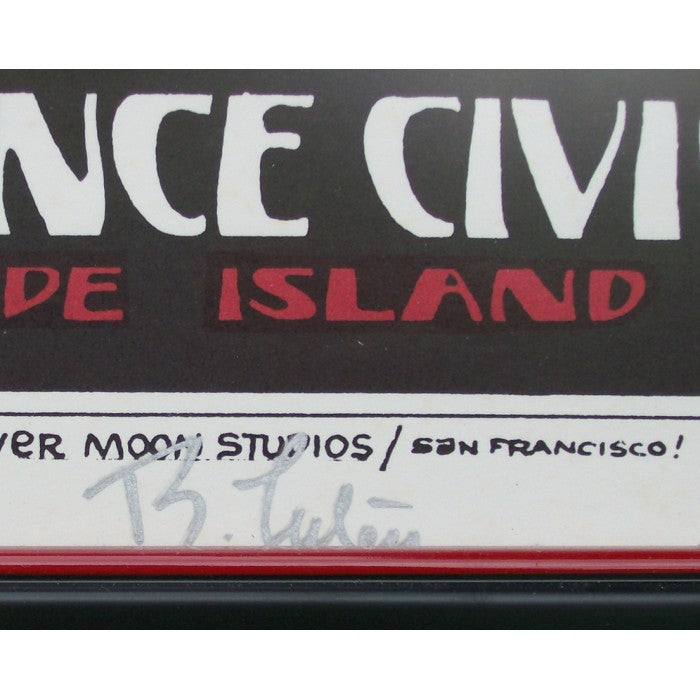 NCE CIVI
DE ISLAND
VER MOON STUDIOS / SAN FRANCISCO!